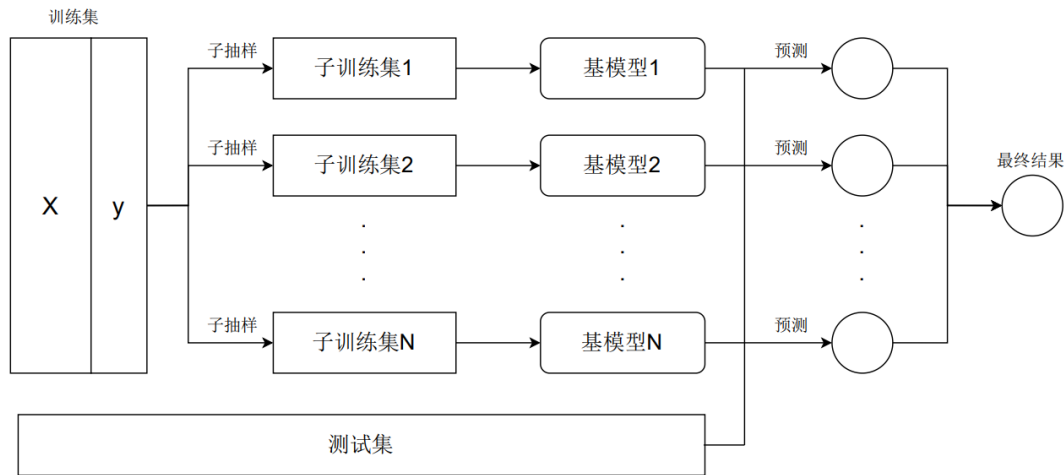 训练集
X
y
子抽样
子训练集1
基模型1
预测
子抽样
子训练集2
基模型2
预测
最终结果
子抽样
子训练集N
基模型N
预测
测试集